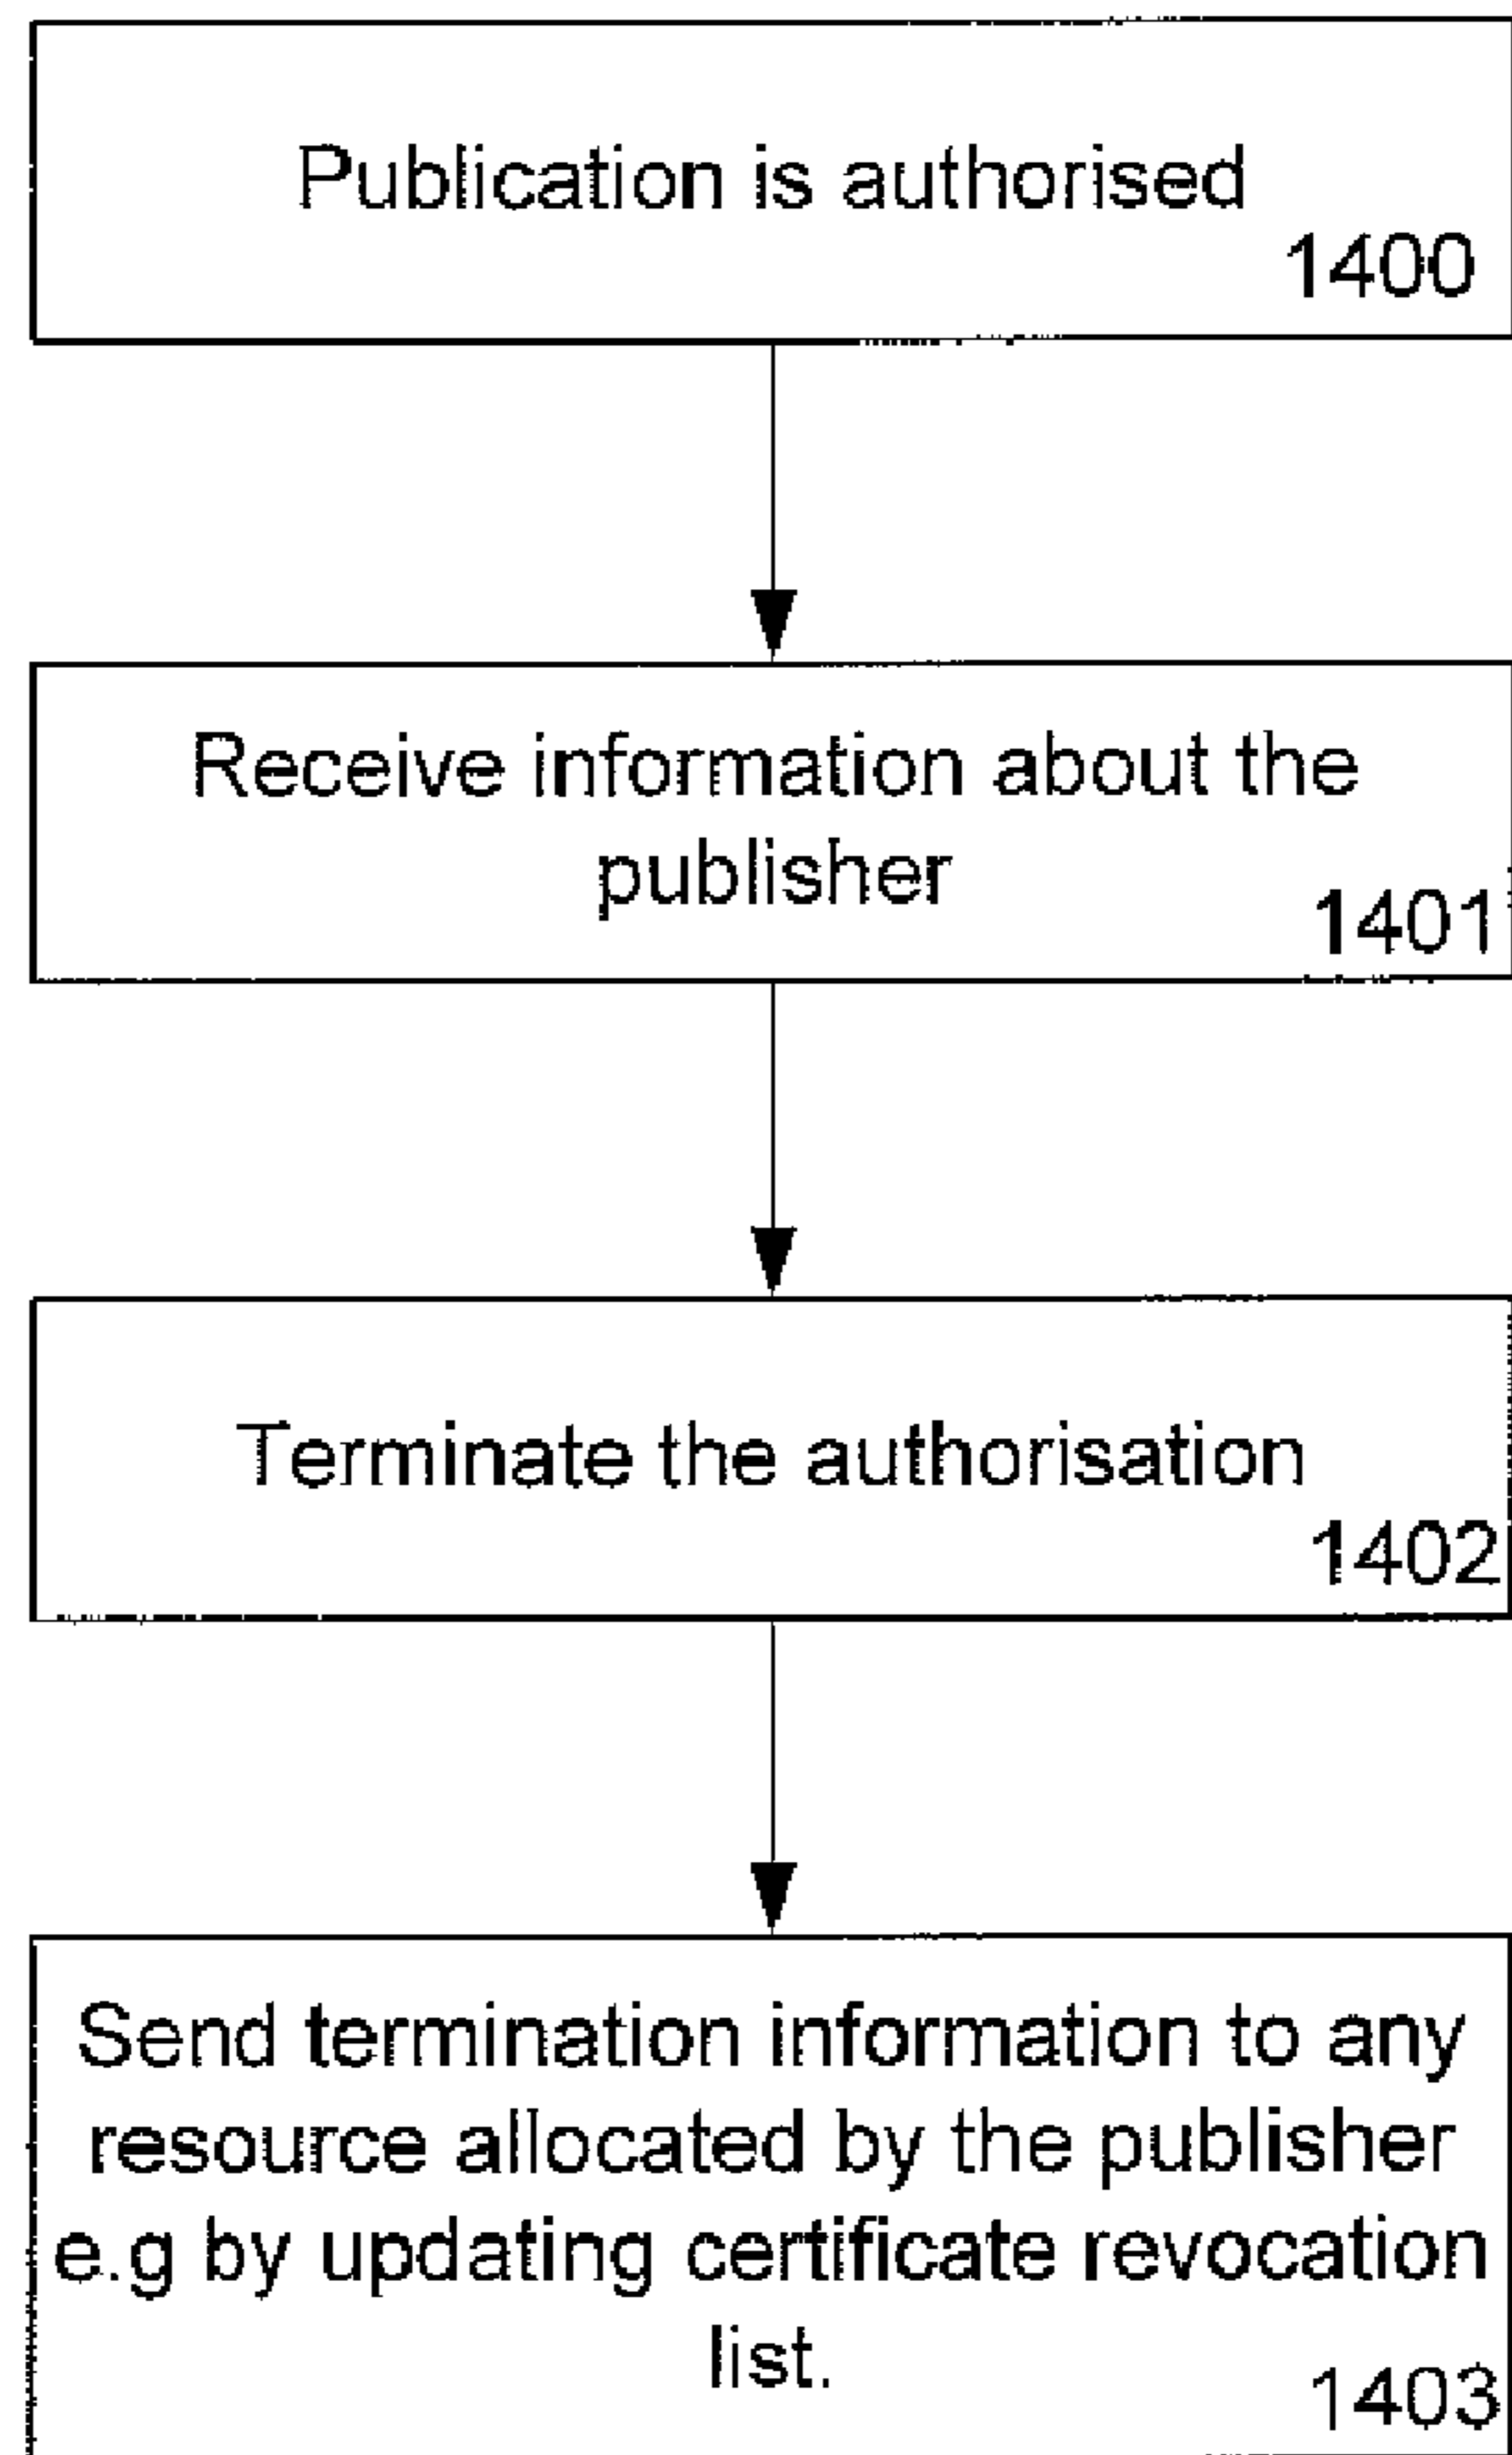 Publication is authorised
1400
Receive information about the
publisher
1401
Terminate the authorisation
1402
Send termination information to any
resource allocated by the publisher
e.g by updating certificate revocation
list.
1403